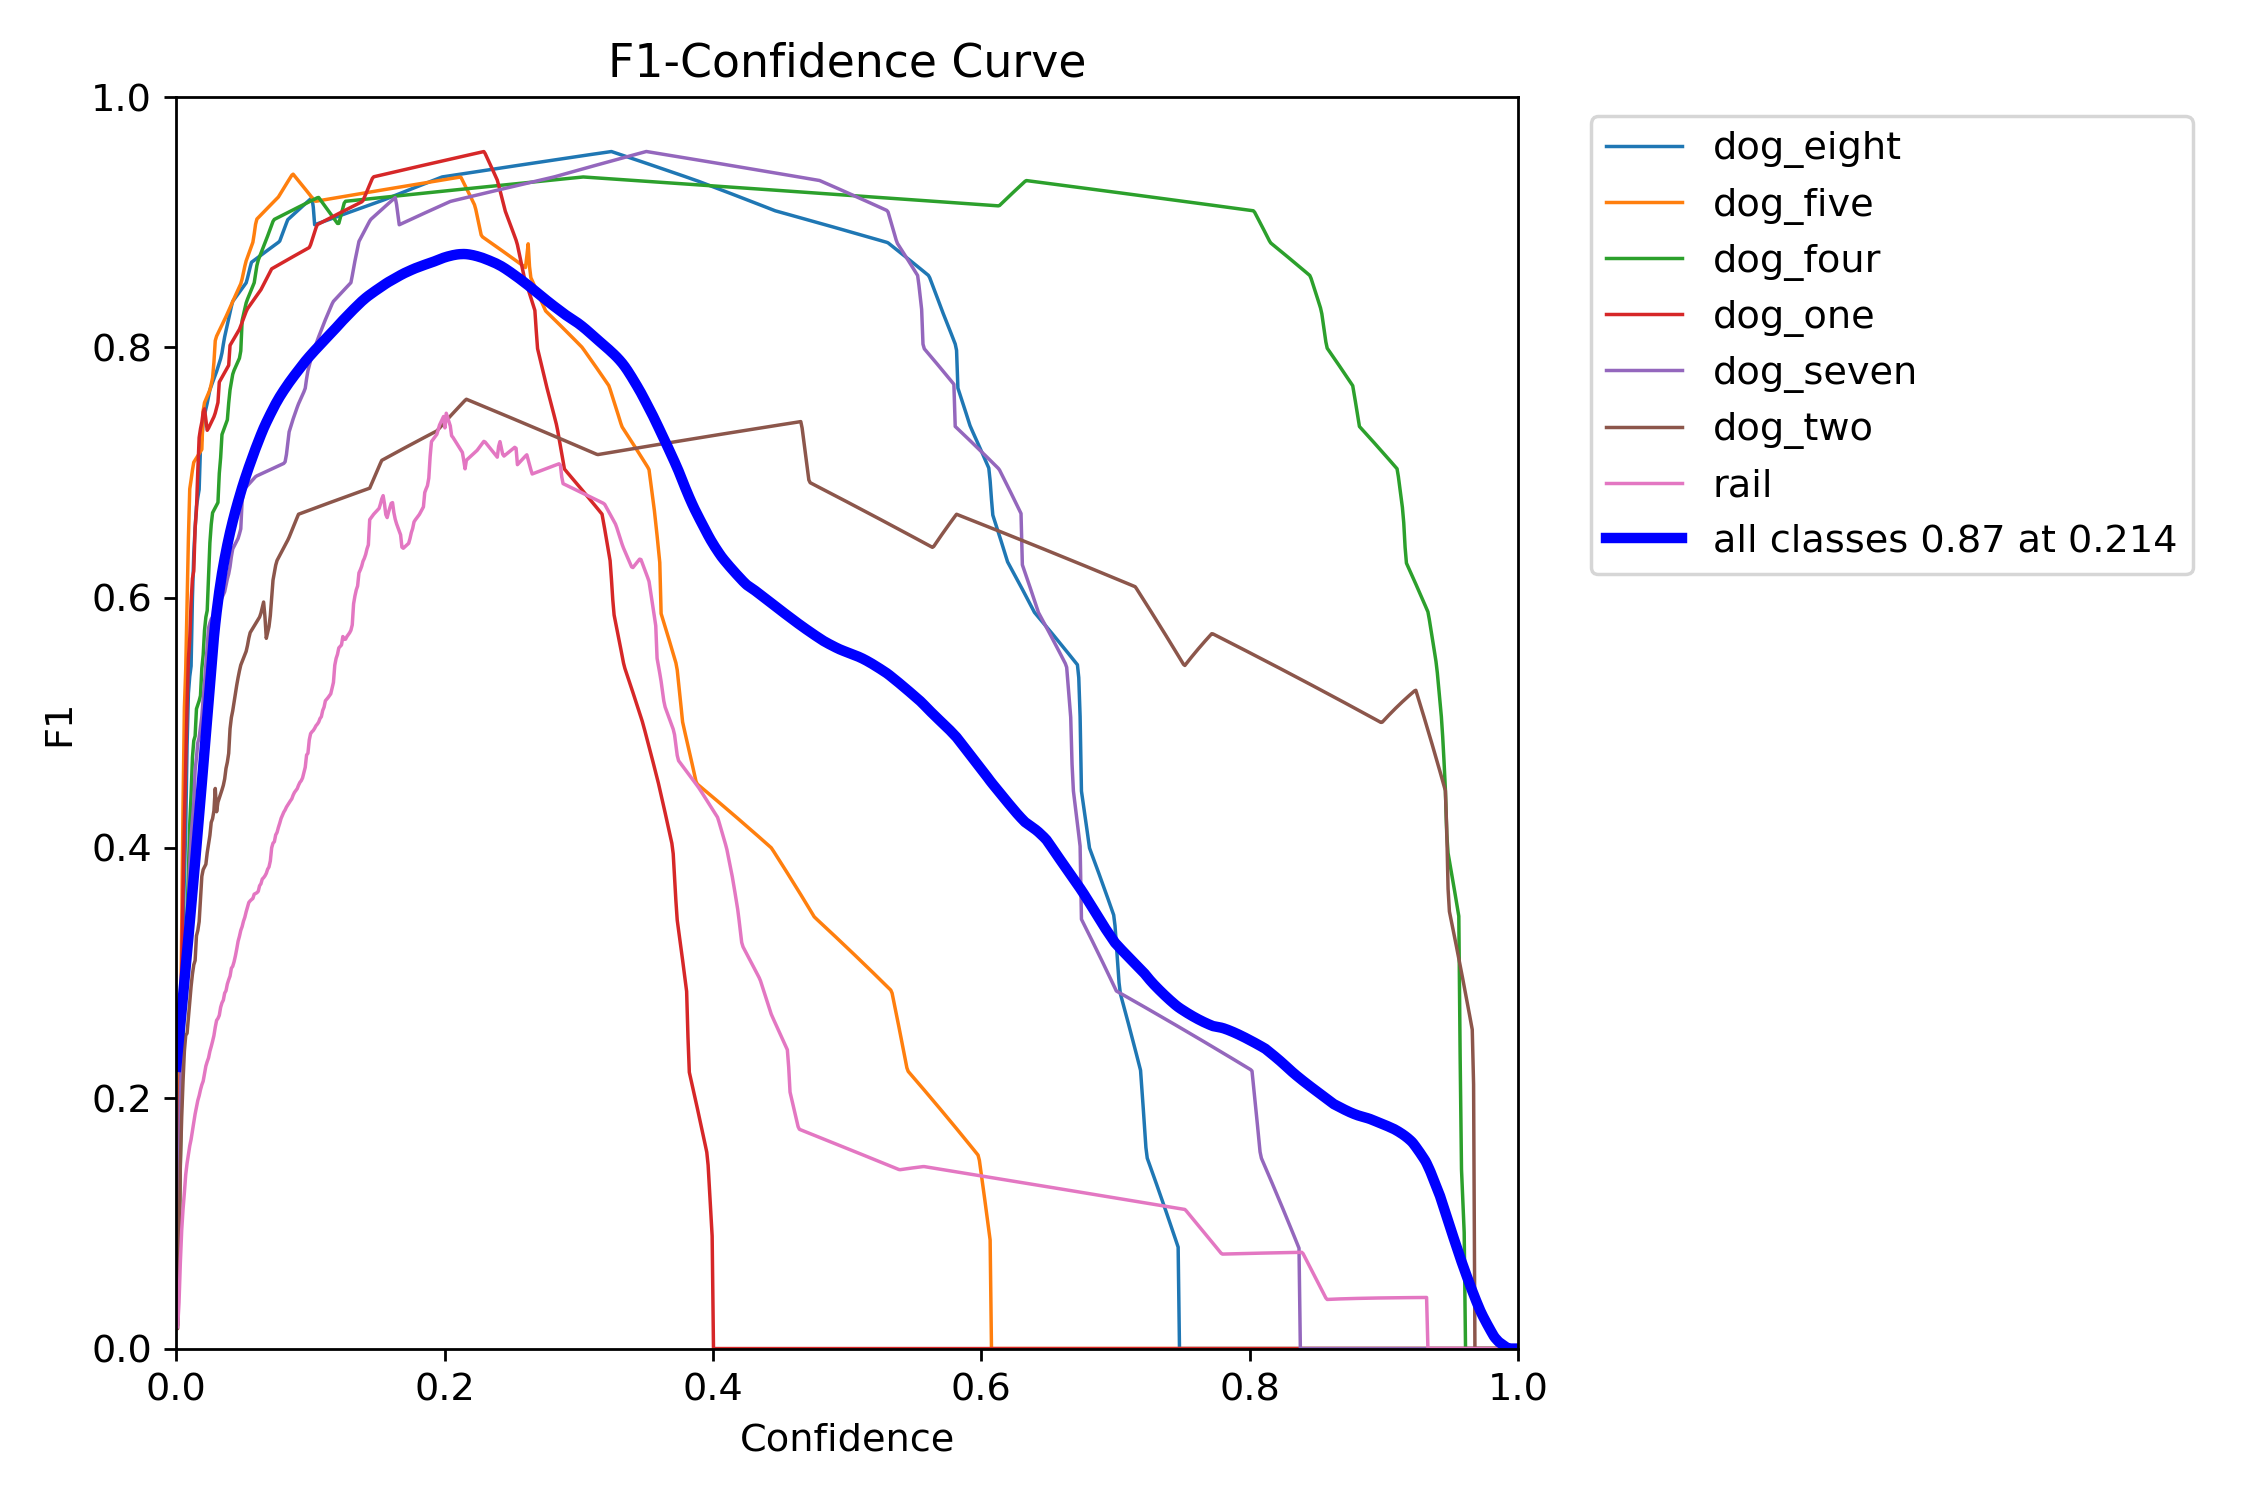 F1-Confidence Curve
1.0
0.8
0.6
0.4
0.2
0.0
F1
0.0 0.2 0.4 0.6 0.8 1.0
Confidence
dog_eight
dog_five
dog_four
dog_one
dog_seven
dog_two
rail
all classes 0.87 at 0.214